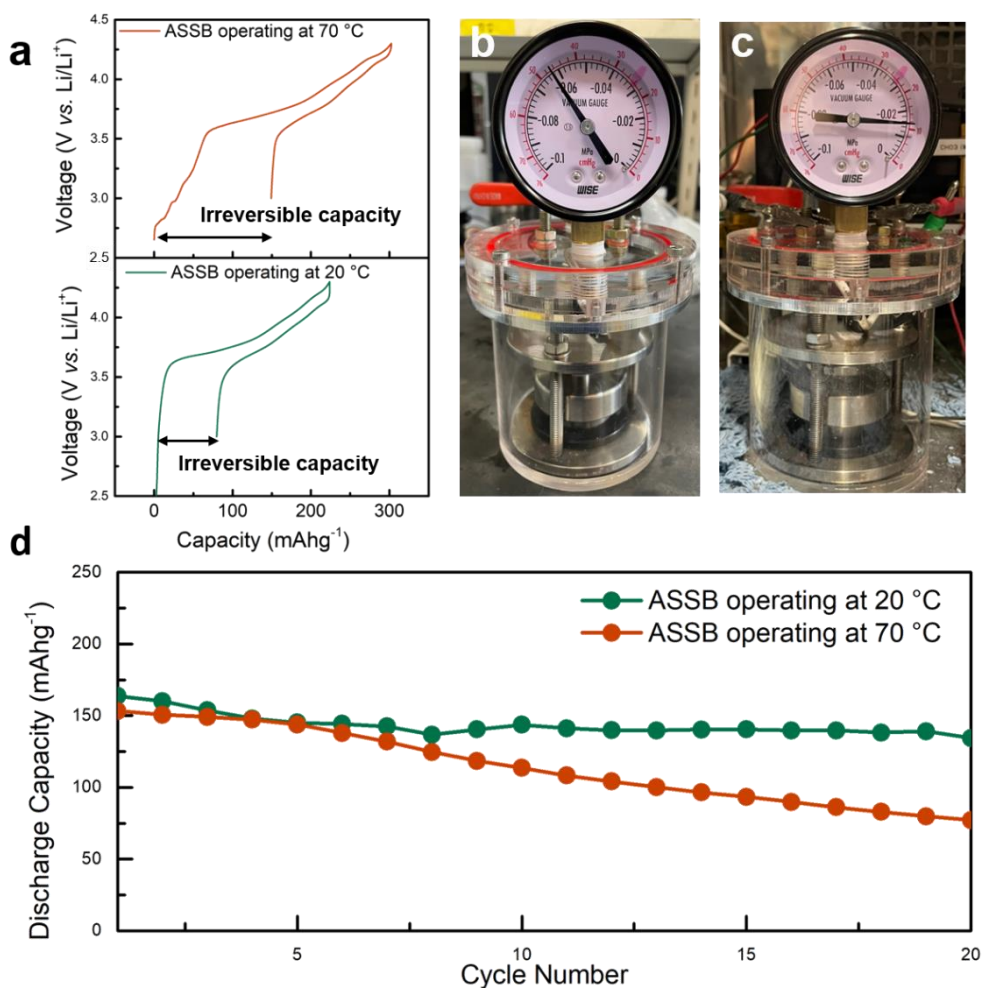 a
ASSB operating at 70 °C
4.5
4.0
3.5
3.0
2.5
Voltage (V vs. Li/Li⁺)
Irreversible capacity
ASSB operating at 20 °C
4.0
3.5
3.0
2.5
Voltage (V vs. Li/Li⁺)
Irreversible capacity
0 100 200 300
Capacity (mAhg⁻¹)
b
-0.06 -0.04
VACUUM GAUGE
-0.08 -0.02
MPa
-0.1 0
cmHg
WISE
c
-0.06 -0.04
VACUUM GAUGE
-0.02
MPa
-0.1 0
cmHg
WISE
d
250
200
150
100
50
0
Discharge Capacity (mAhg⁻¹)
ASSB operating at 20 °C
ASSB operating at 70 °C
5 10 15 20
Cycle Number